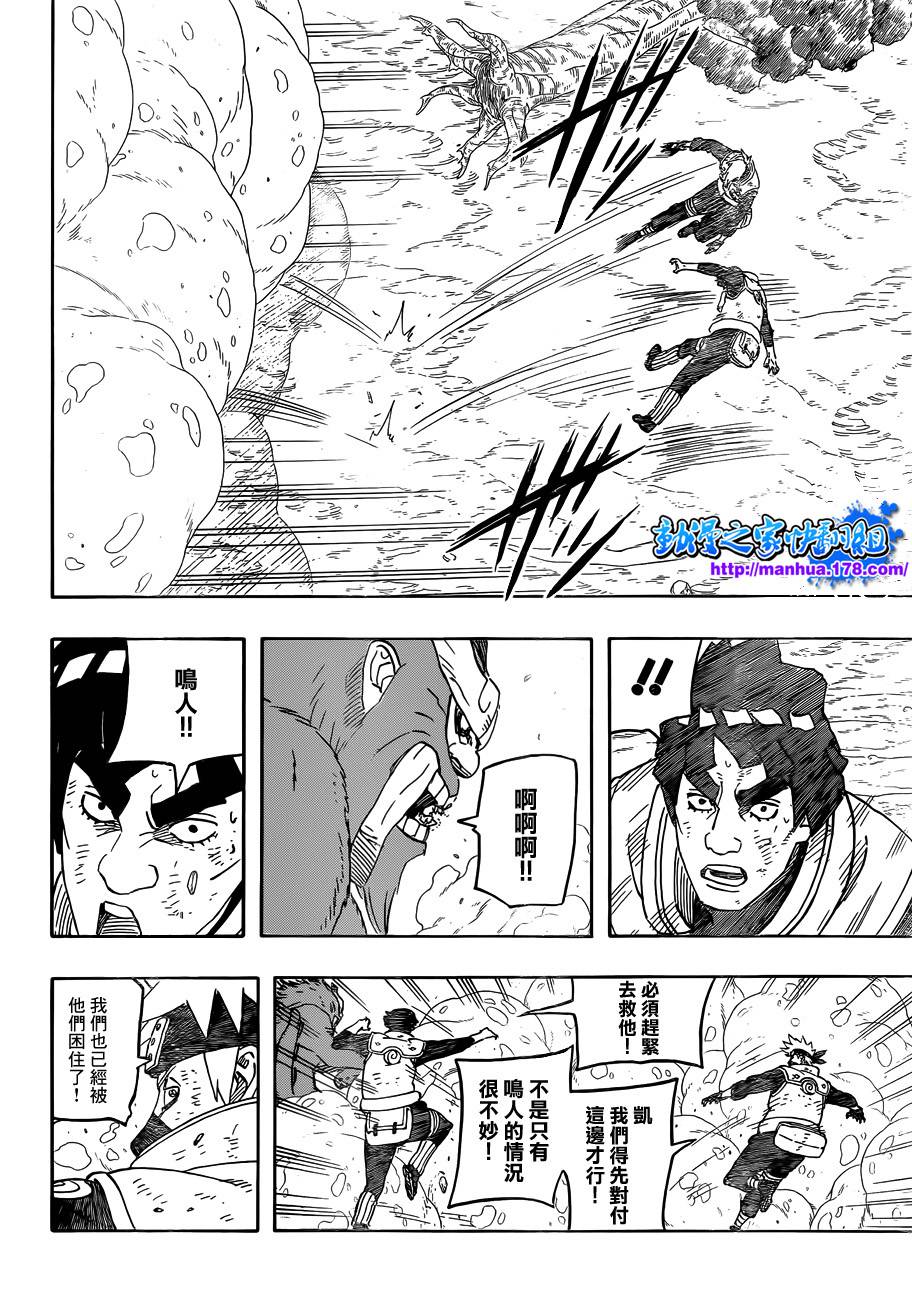 動漫之家汉化組
http://manhua.178.com/
!!
啊啊啊!!
鳴人!!
必須趕緊
去救他！
凱
我們得先對付
這邊才行！
不是只有
鳴人的情況
很不妙！
我們也已經被
他們困住了！